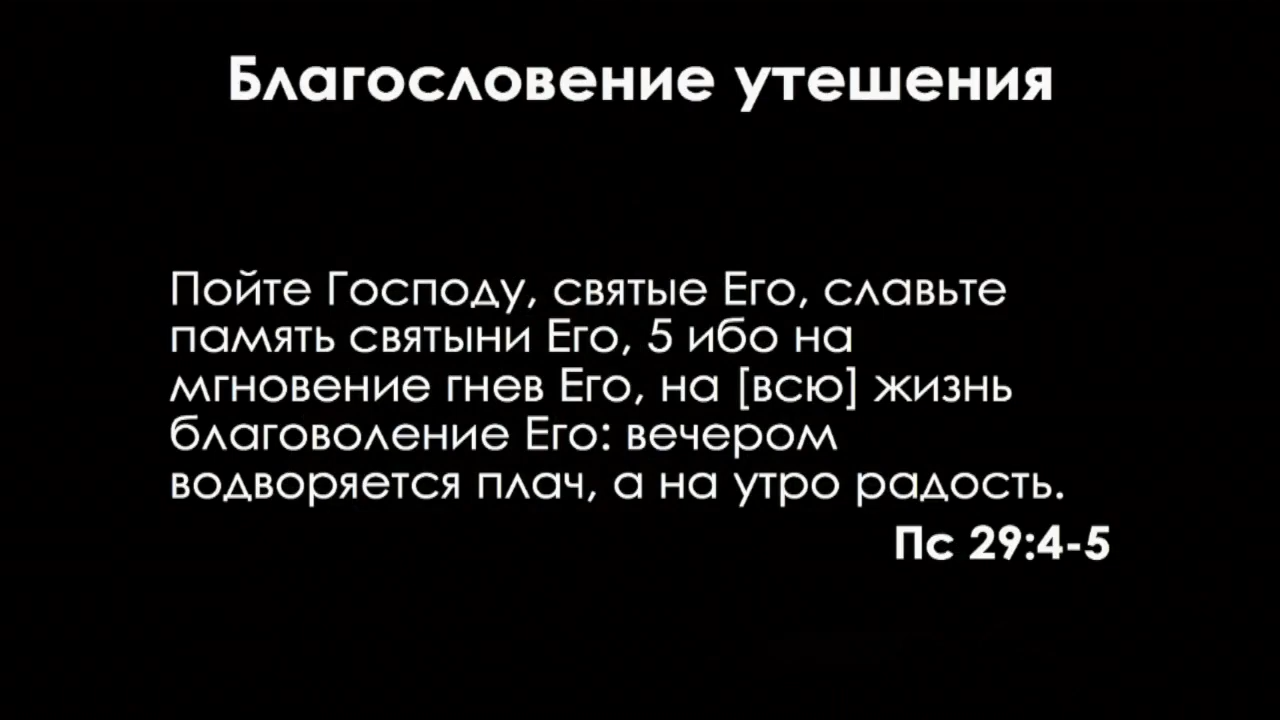 Благословение утешения
Пойте Господу, святые Его, славьте
память святыни Его, 5 ибо на
мгновение гнев Его, на [всю] жизнь
благоволение Его: вечером
водворяется плач, а на утро радость.
Пс 29:4-5